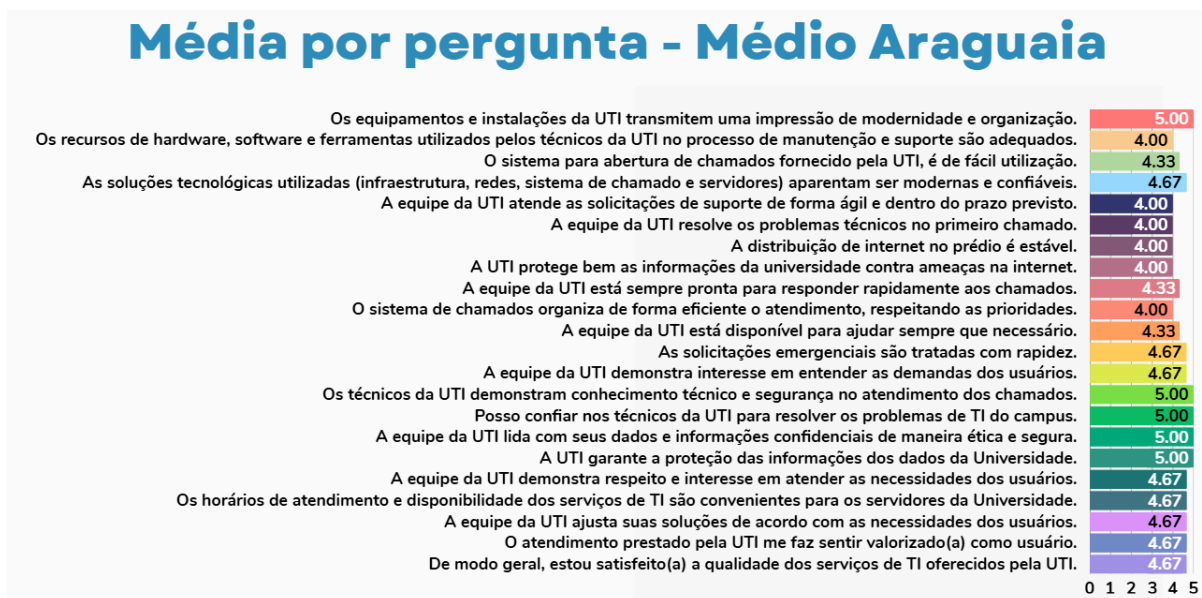 Média por pergunta - Médio Araguaia
Os equipamentos e instalações da UTI transmitem uma impressão de modernidade e organização. 5.00
Os recursos de hardware, software e ferramentas utilizados pelos técnicos da UTI no processo de manutenção e suporte são adequados. 4.00
O sistema para abertura de chamados fornecido pela UTI, é de fácil utilização. 4.33
As soluções tecnológicas utilizadas (infraestrutura, redes, sistema de chamado e servidores) aparentam ser modernas e confiáveis. 4.67
A equipe da UTI atende as solicitações de suporte de forma ágil e dentro do prazo previsto. 4.00
A equipe da UTI resolve os problemas técnicos no primeiro chamado. 4.00
A distribuição de internet no prédio é estável. 4.00
A UTI protege bem as informações da universidade contra ameaças na internet. 4.00
A equipe da UTI está sempre pronta para responder rapidamente aos chamados. 4.33
O sistema de chamados organiza de forma eficiente o atendimento, respeitando as prioridades. 4.00
A equipe da UTI está disponível para ajudar sempre que necessário. 4.33
As solicitações emergenciais são tratadas com rapidez. 4.67
A equipe da UTI demonstra interesse em entender as demandas dos usuários. 4.67
Os técnicos da UTI demonstram conhecimento técnico e segurança no atendimento dos chamados. 5.00
Posso confiar nos técnicos da UTI para resolver os problemas de TI do campus. 5.00
A equipe da UTI lida com seus dados e informações confidenciais de maneira ética e segura. 5.00
A UTI garante a proteção das informações dos dados da Universidade. 5.00
A equipe da UTI demonstra respeito e interesse em atender as necessidades dos usuários. 4.67
Os horários de atendimento e disponibilidade dos serviços de TI são convenientes para os servidores da Universidade. 4.67
A equipe da UTI ajusta suas soluções de acordo com as necessidades dos usuários. 4.67
O atendimento prestado pela UTI me faz sentir valorizado(a) como usuário. 4.67
De modo geral, estou satisfeito(a) a qualidade dos serviços de TI oferecidos pela UTI. 4.67
0 1 2 3 4 5